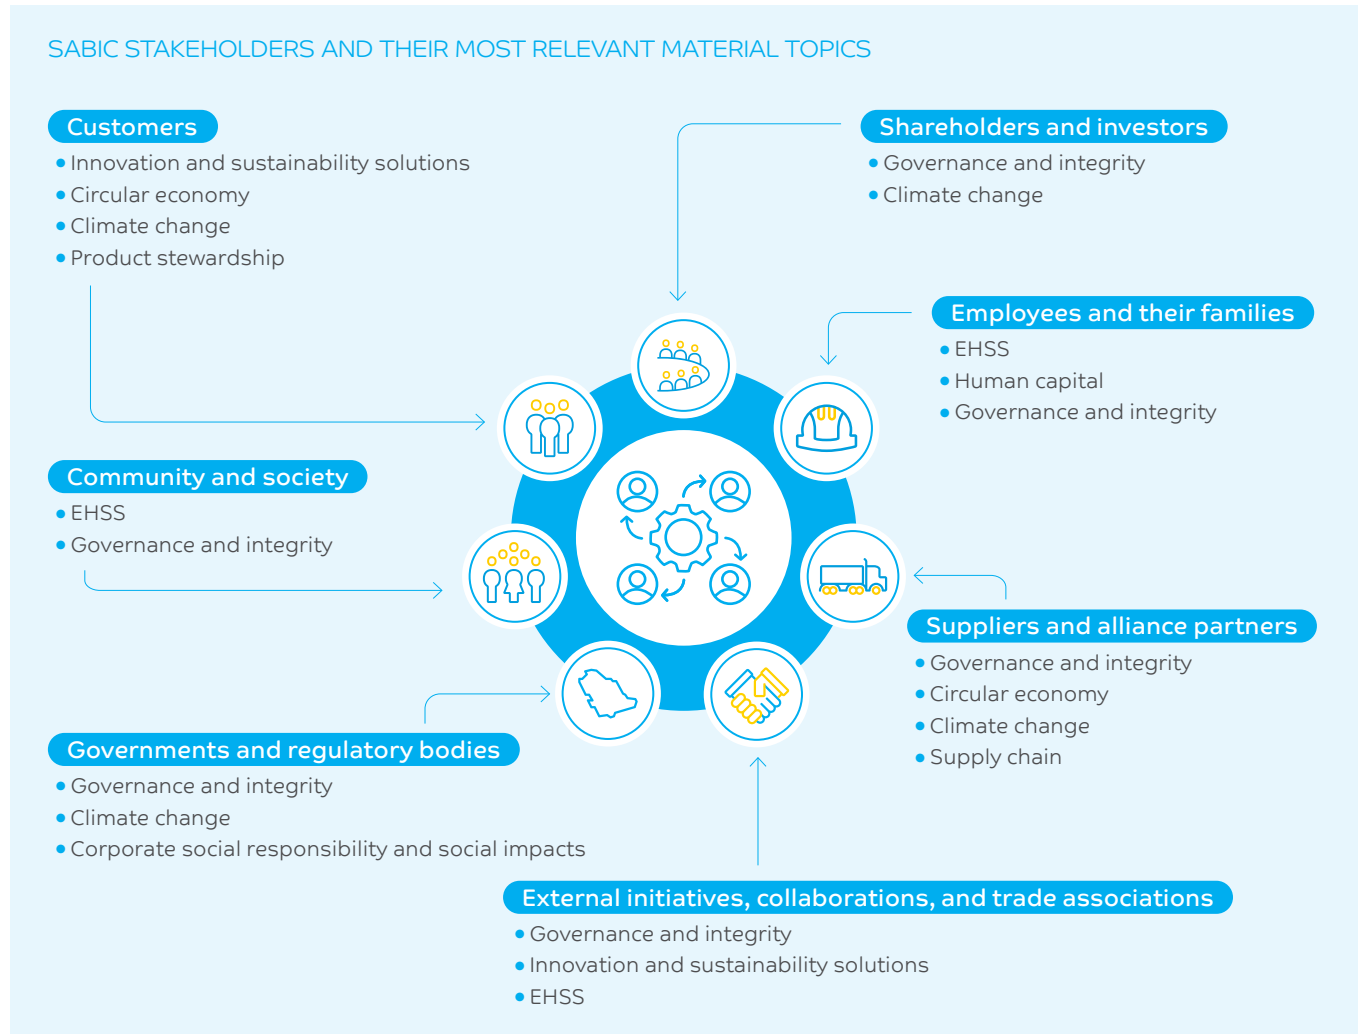 SABIC STAKEHOLDERS AND THEIR MOST RELEVANT MATERIAL TOPICS
Customers
• Innovation and sustainability solutions
• Circular economy
• Climate change
• Product stewardship
Shareholders and investors
• Governance and integrity
• Climate change
Employees and their families
• EHSS
• Human capital
• Governance and integrity
Community and society
• EHSS
• Governance and integrity
Suppliers and alliance partners
• Governance and integrity
• Circular economy
• Climate change
• Supply chain
Governments and regulatory bodies
• Governance and integrity
• Climate change
• Corporate social responsibility and social impacts
External initiatives, collaborations, and trade associations
• Governance and integrity
• Innovation and sustainability solutions
• EHSS